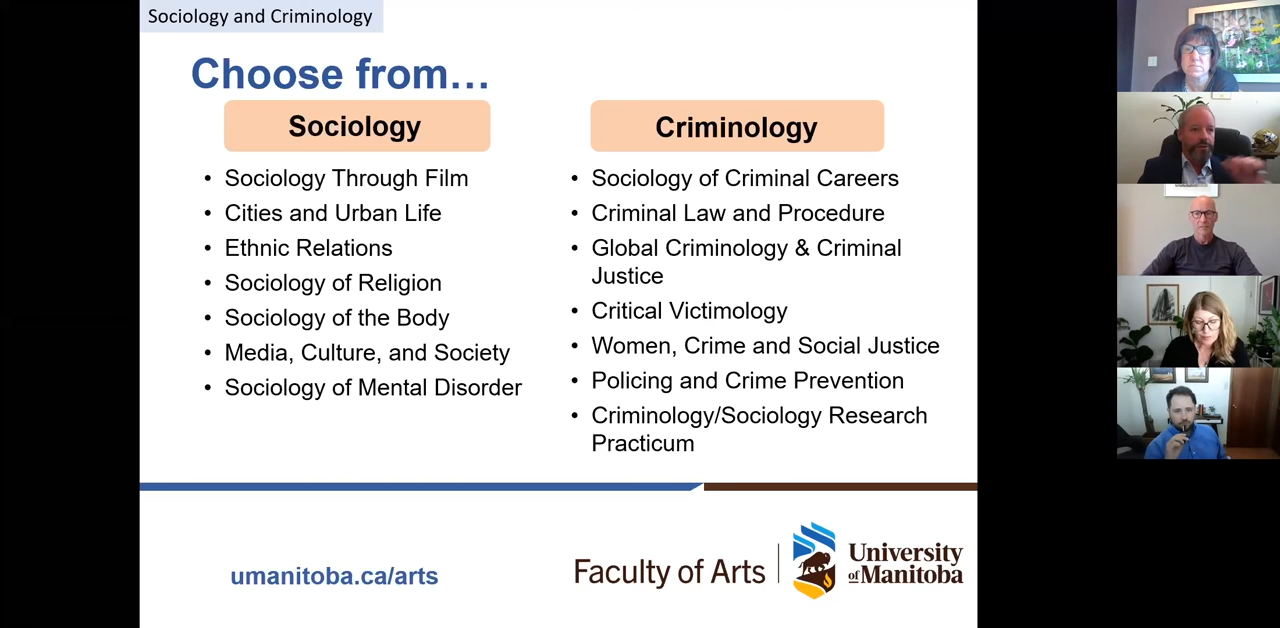 Sociology and Criminology
Choose from…
Sociology
• Sociology Through Film
• Cities and Urban Life
• Ethnic Relations
• Sociology of Religion
• Sociology of the Body
• Media, Culture, and Society
• Sociology of Mental Disorder
Criminology
• Sociology of Criminal Careers
• Criminal Law and Procedure
• Global Criminology & Criminal
Justice
• Critical Victimology
• Women, Crime and Social Justice
• Policing and Crime Prevention
• Criminology/Sociology Research
Practicum
umanitoba.ca/arts
Faculty of Arts
University
of Manitoba